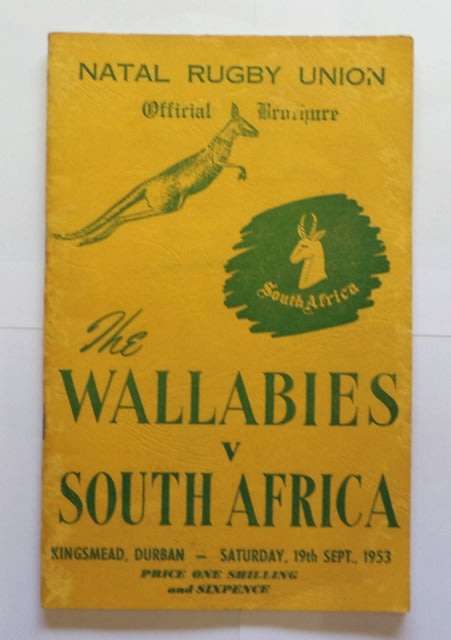 NATAL RUGBY UNION
Official Brochure
South Africa
The
WALLABIES
v
SOUTH AFRICA
KINGSMEAD, DURBAN — SATURDAY, 19th SEPT., 1953
PRICE ONE SHILLING
and SIXPENCE